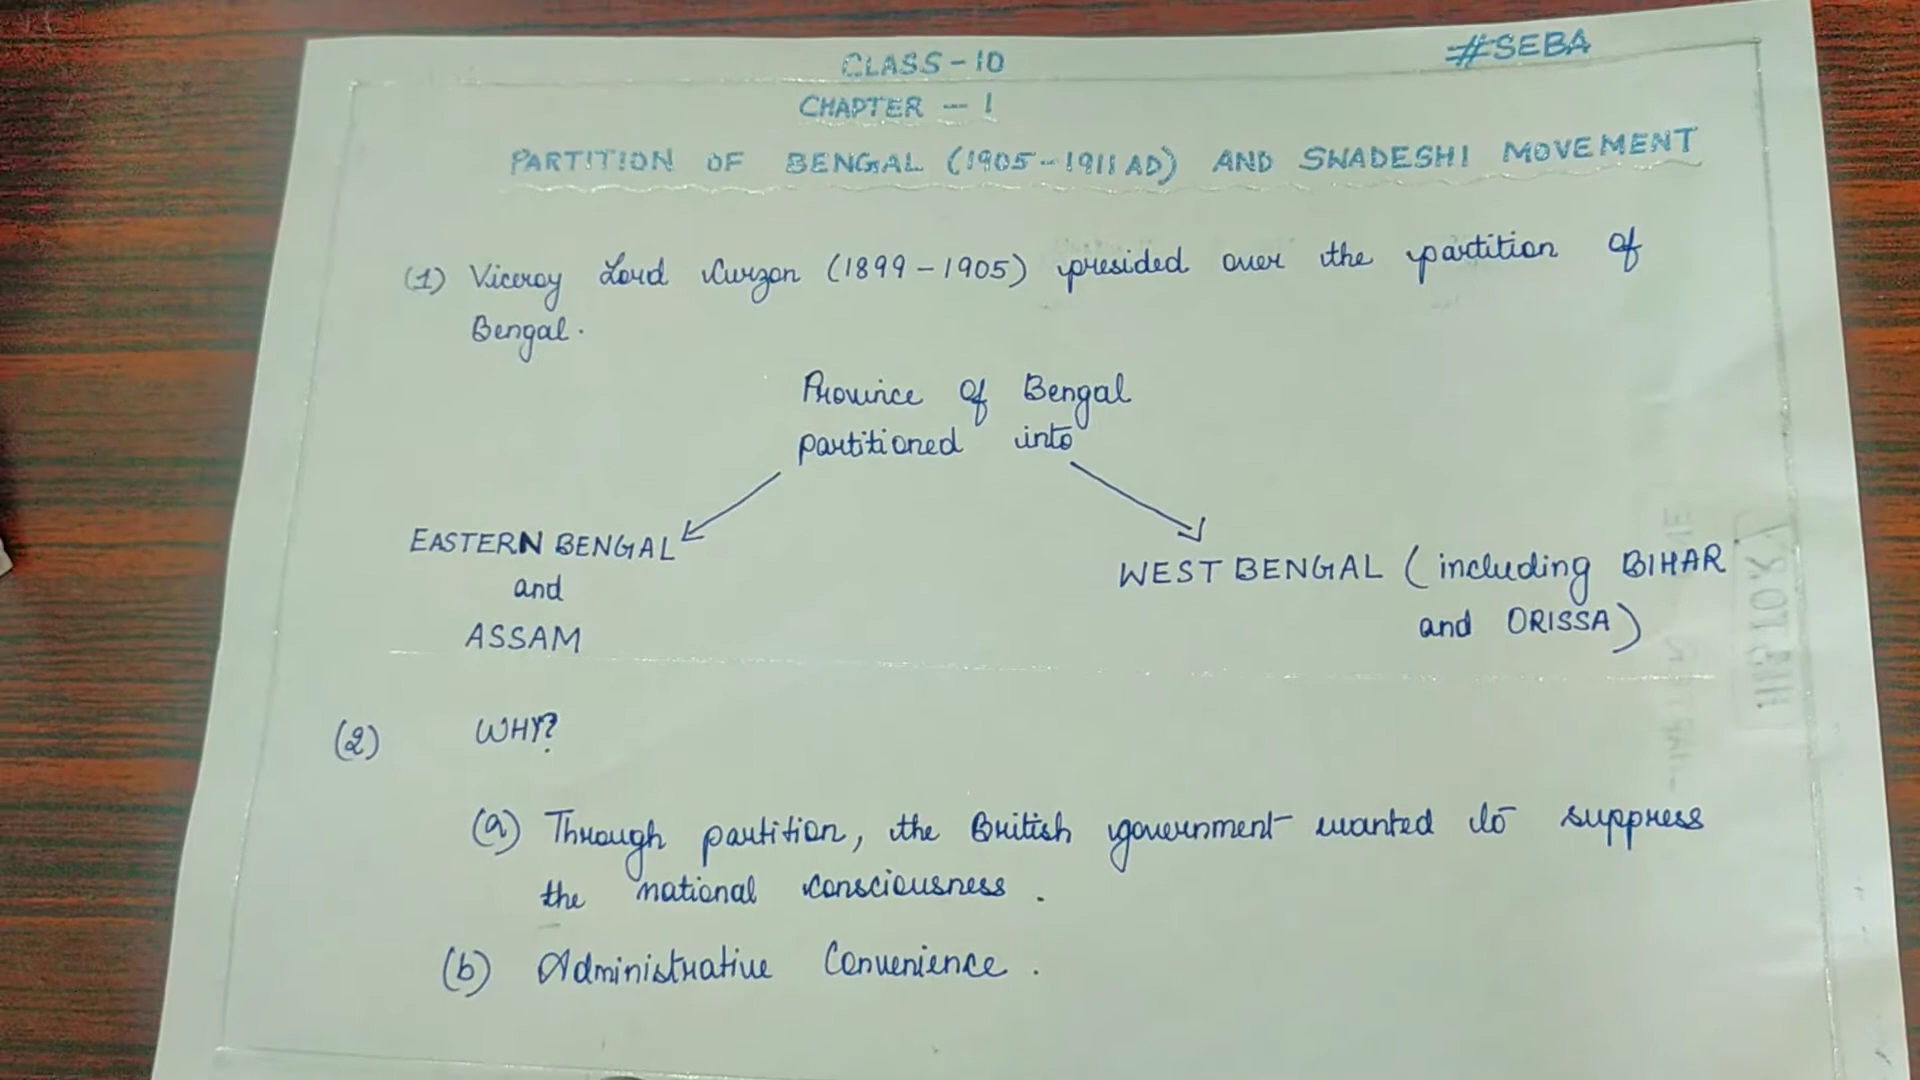 #SEBA
CLASS-10
CHAPTER - 1
PARTITION OF BENGAL (1905-1911 AD) AND SWADESHI MOVEMENT
(1) Viceroy Lord Curzon (1899-1905) presided over the partition of
Bengal.
Province of Bengal
partitioned into
EASTERN BENGAL
and
ASSAM
WEST BENGAL (including BIHAR
and ORISSA)
(2) WHY?
(a) Through partition, the British government wanted to suppress
the national consciousness.
(b) Administrative Convenience.
HISTORY